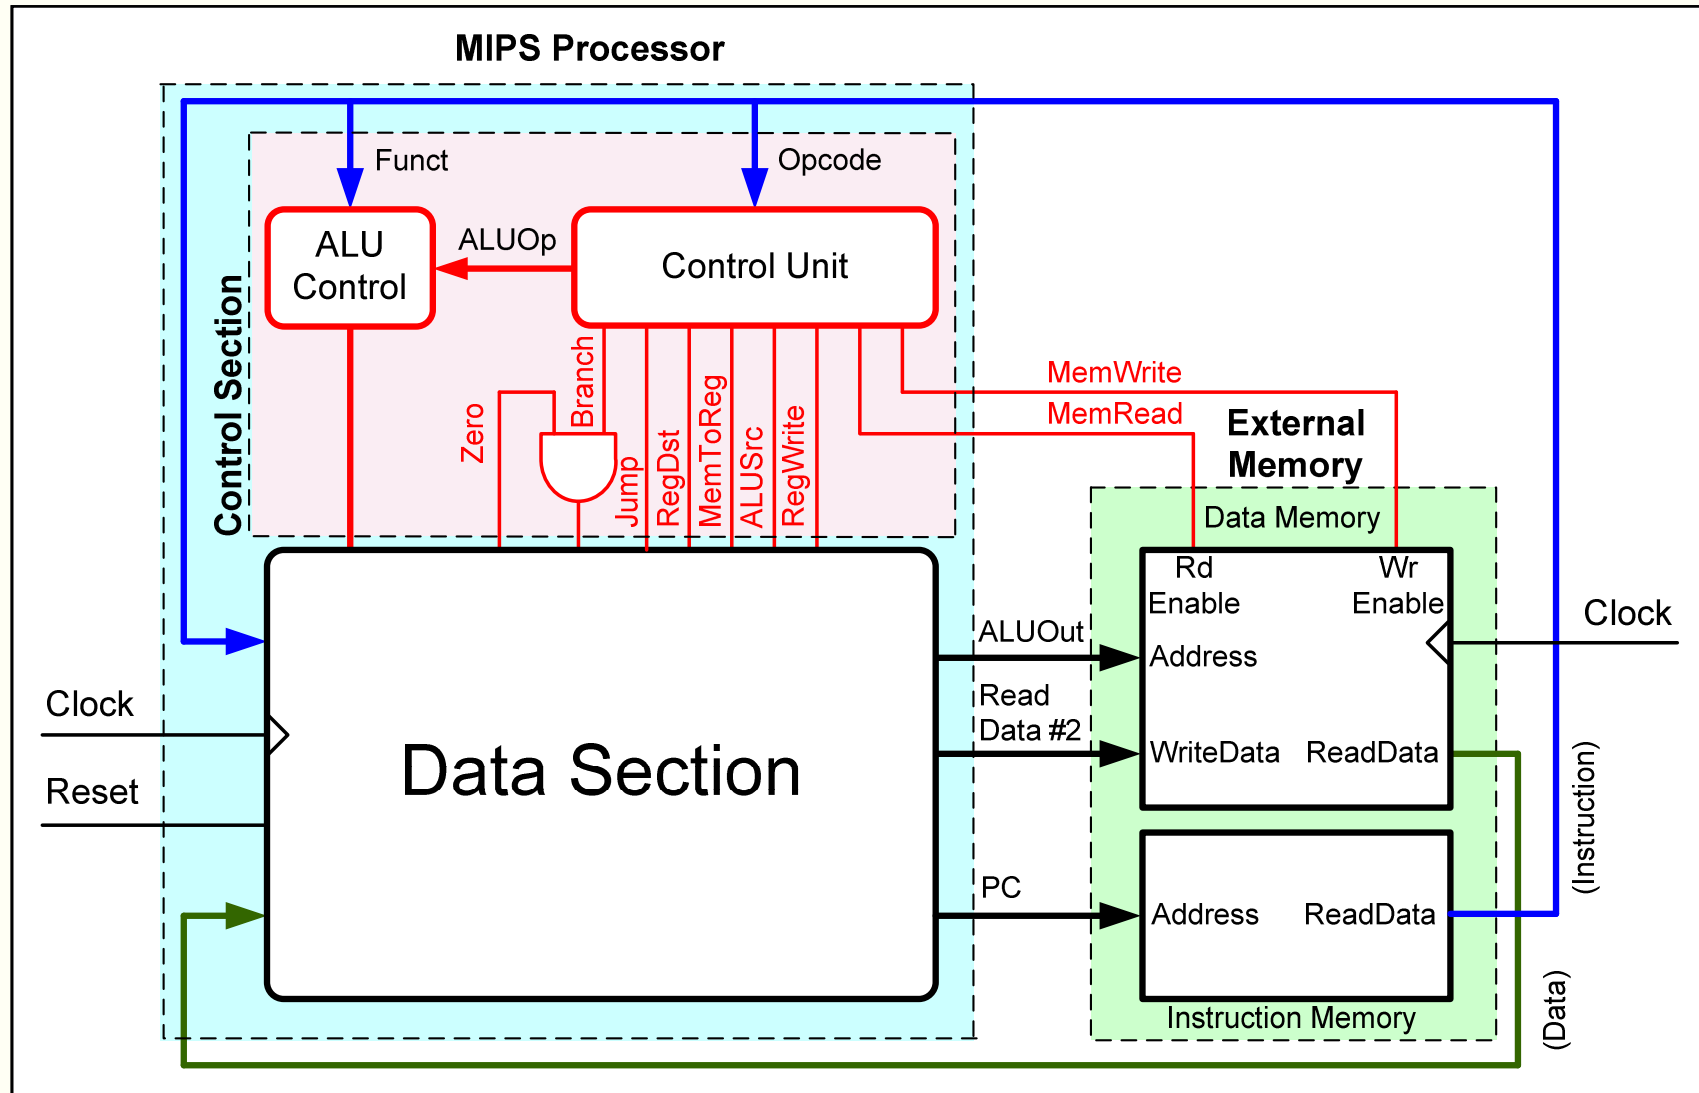 MIPS Processor
Funct
Opcode
ALU
Control
ALUOp
Control Unit
Control Section
Zero
Branch
Jump
RegDst
MemToReg
ALUSrc
RegWrite
MemWrite
MemRead
External
Memory
Data Memory
Rd
Enable
Wr
Enable
Clock
ALUOut
Address
Read
Data #2
WriteData
ReadData
Clock
Reset
Data Section
PC
Address
ReadData
Instruction Memory
(Instruction)
(Data)